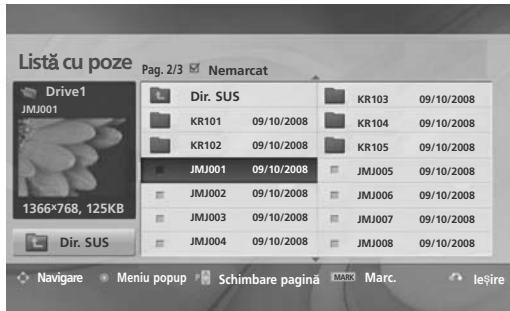 Listă cu poze
Pag. 2/3 Nemarcat
Drive1
JMJ001
1366×768, 125KB
Dir. SUS
Dir. SUS
KR101 09/10/2008
KR102 09/10/2008
JMJ001 09/10/2008
JMJ002 09/10/2008
JMJ003 09/10/2008
JMJ004 09/10/2008
KR103 09/10/2008
KR104 09/10/2008
KR105 09/10/2008
JMJ005 09/10/2008
JMJ006 09/10/2008
JMJ007 09/10/2008
JMJ008 09/10/2008
Navigare Meniu popup P Schimbare pagină MARK Marc. Ieşire